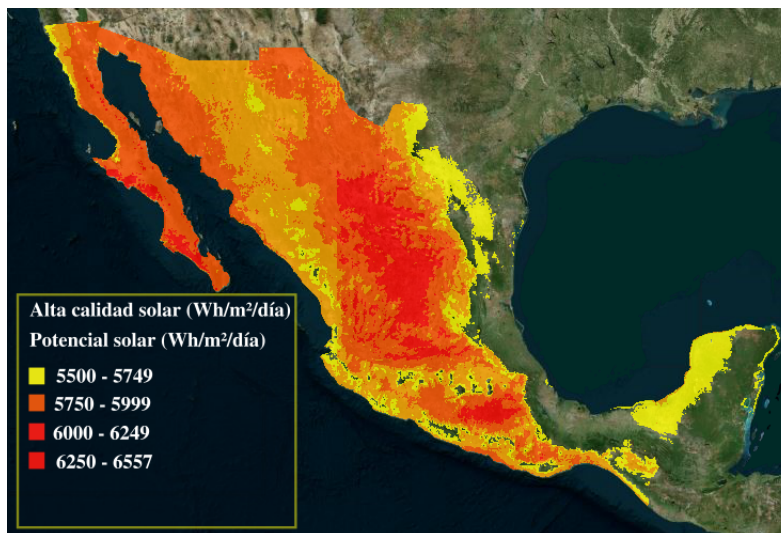 Alta calidad solar (Wh/m²/día)
Potencial solar (Wh/m²/día)
5500 - 5749
5750 - 5999
6000 - 6249
6250 - 6557